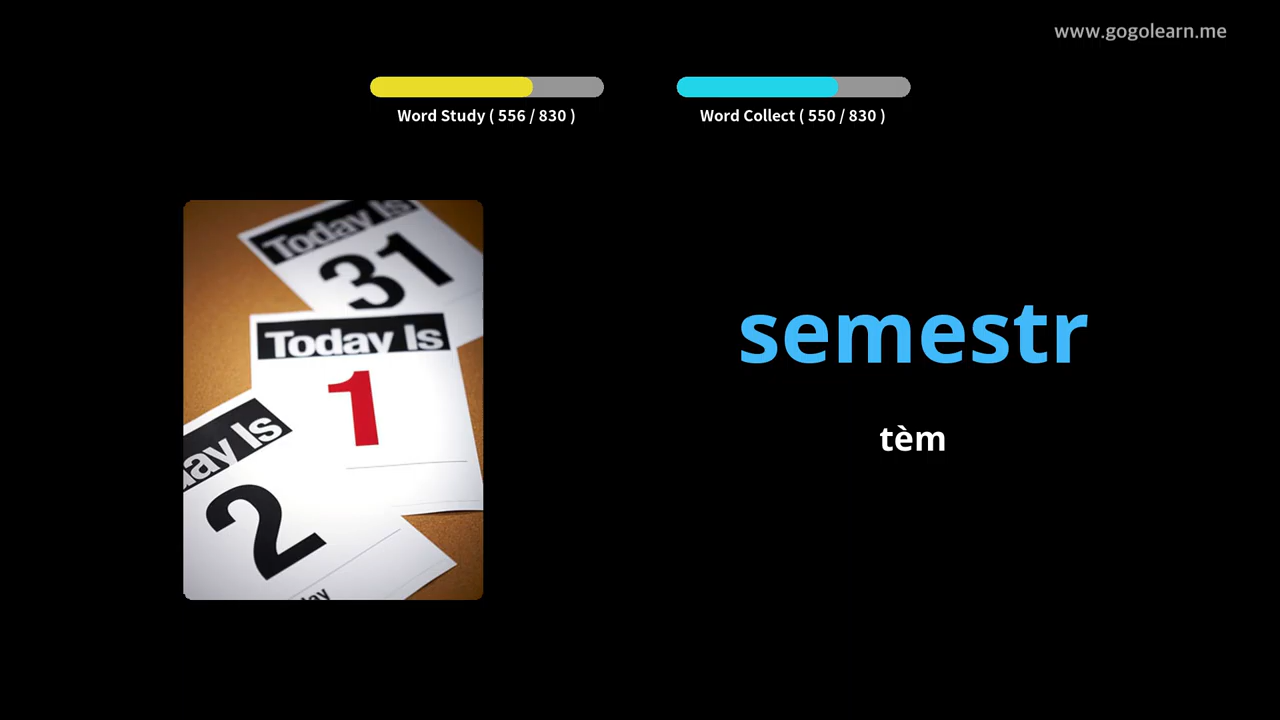 www.gogolearn.me
Word Study ( 556 / 830 )
Word Collect ( 550 / 830 )
Today Is
31
Today Is
1
ay Is
2
day
semestr
tèm